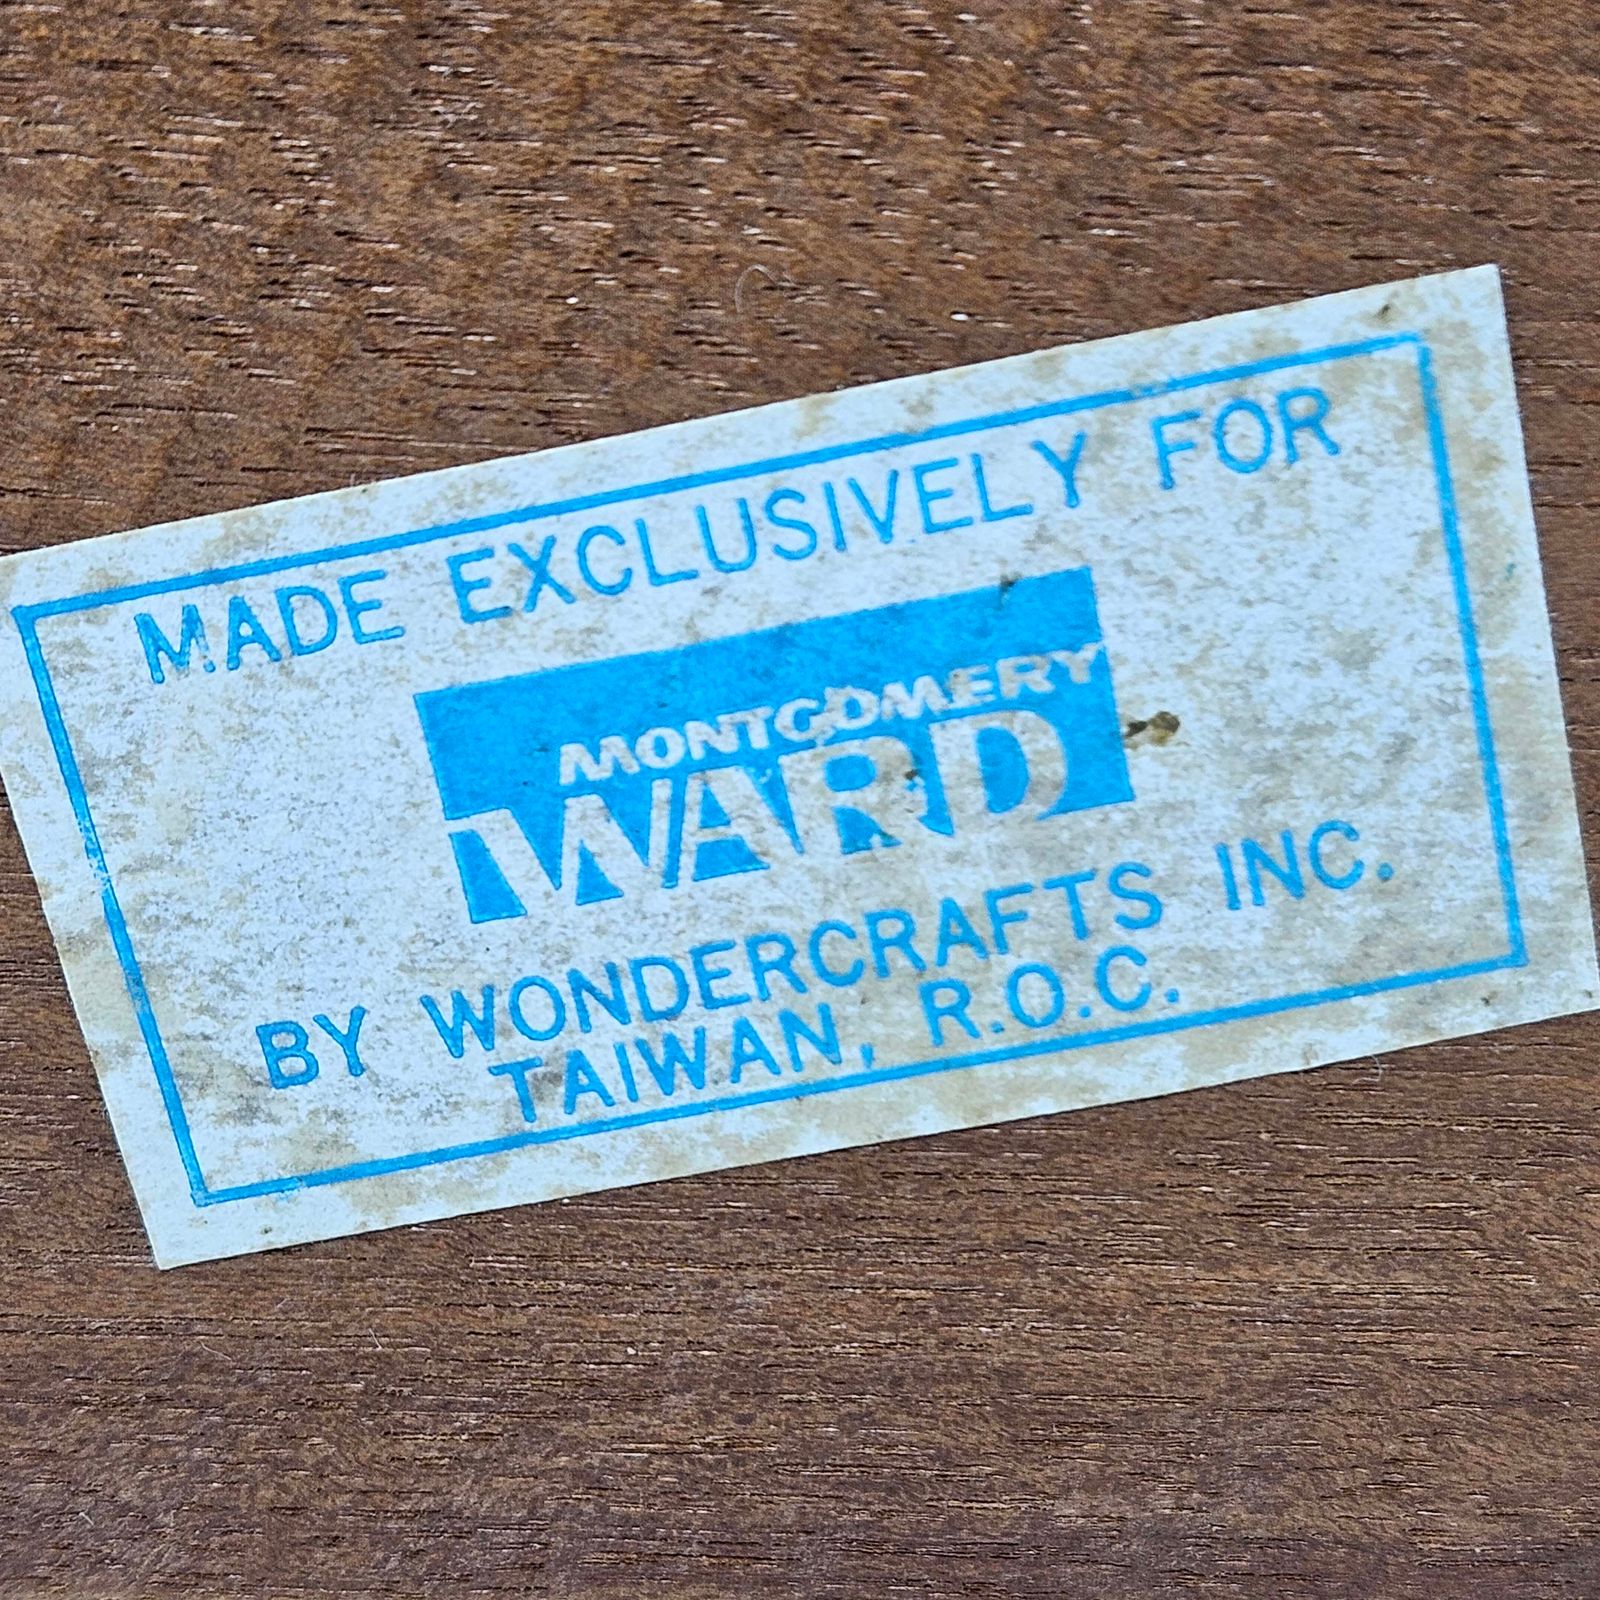 MADE EXCLUSIVELY FOR
MONTGOMERY
WARD
BY WONDERCRAFTS INC.
TAIWAN, R.O.C.